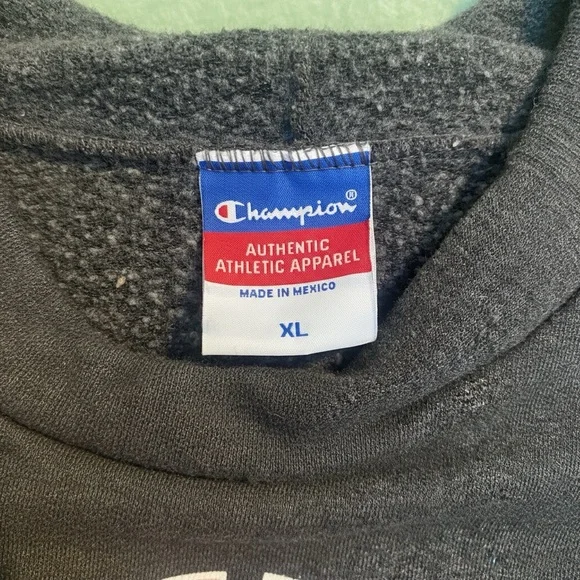 Champion®
AUTHENTIC
ATHLETIC APPAREL
MADE IN MEXICO
XL